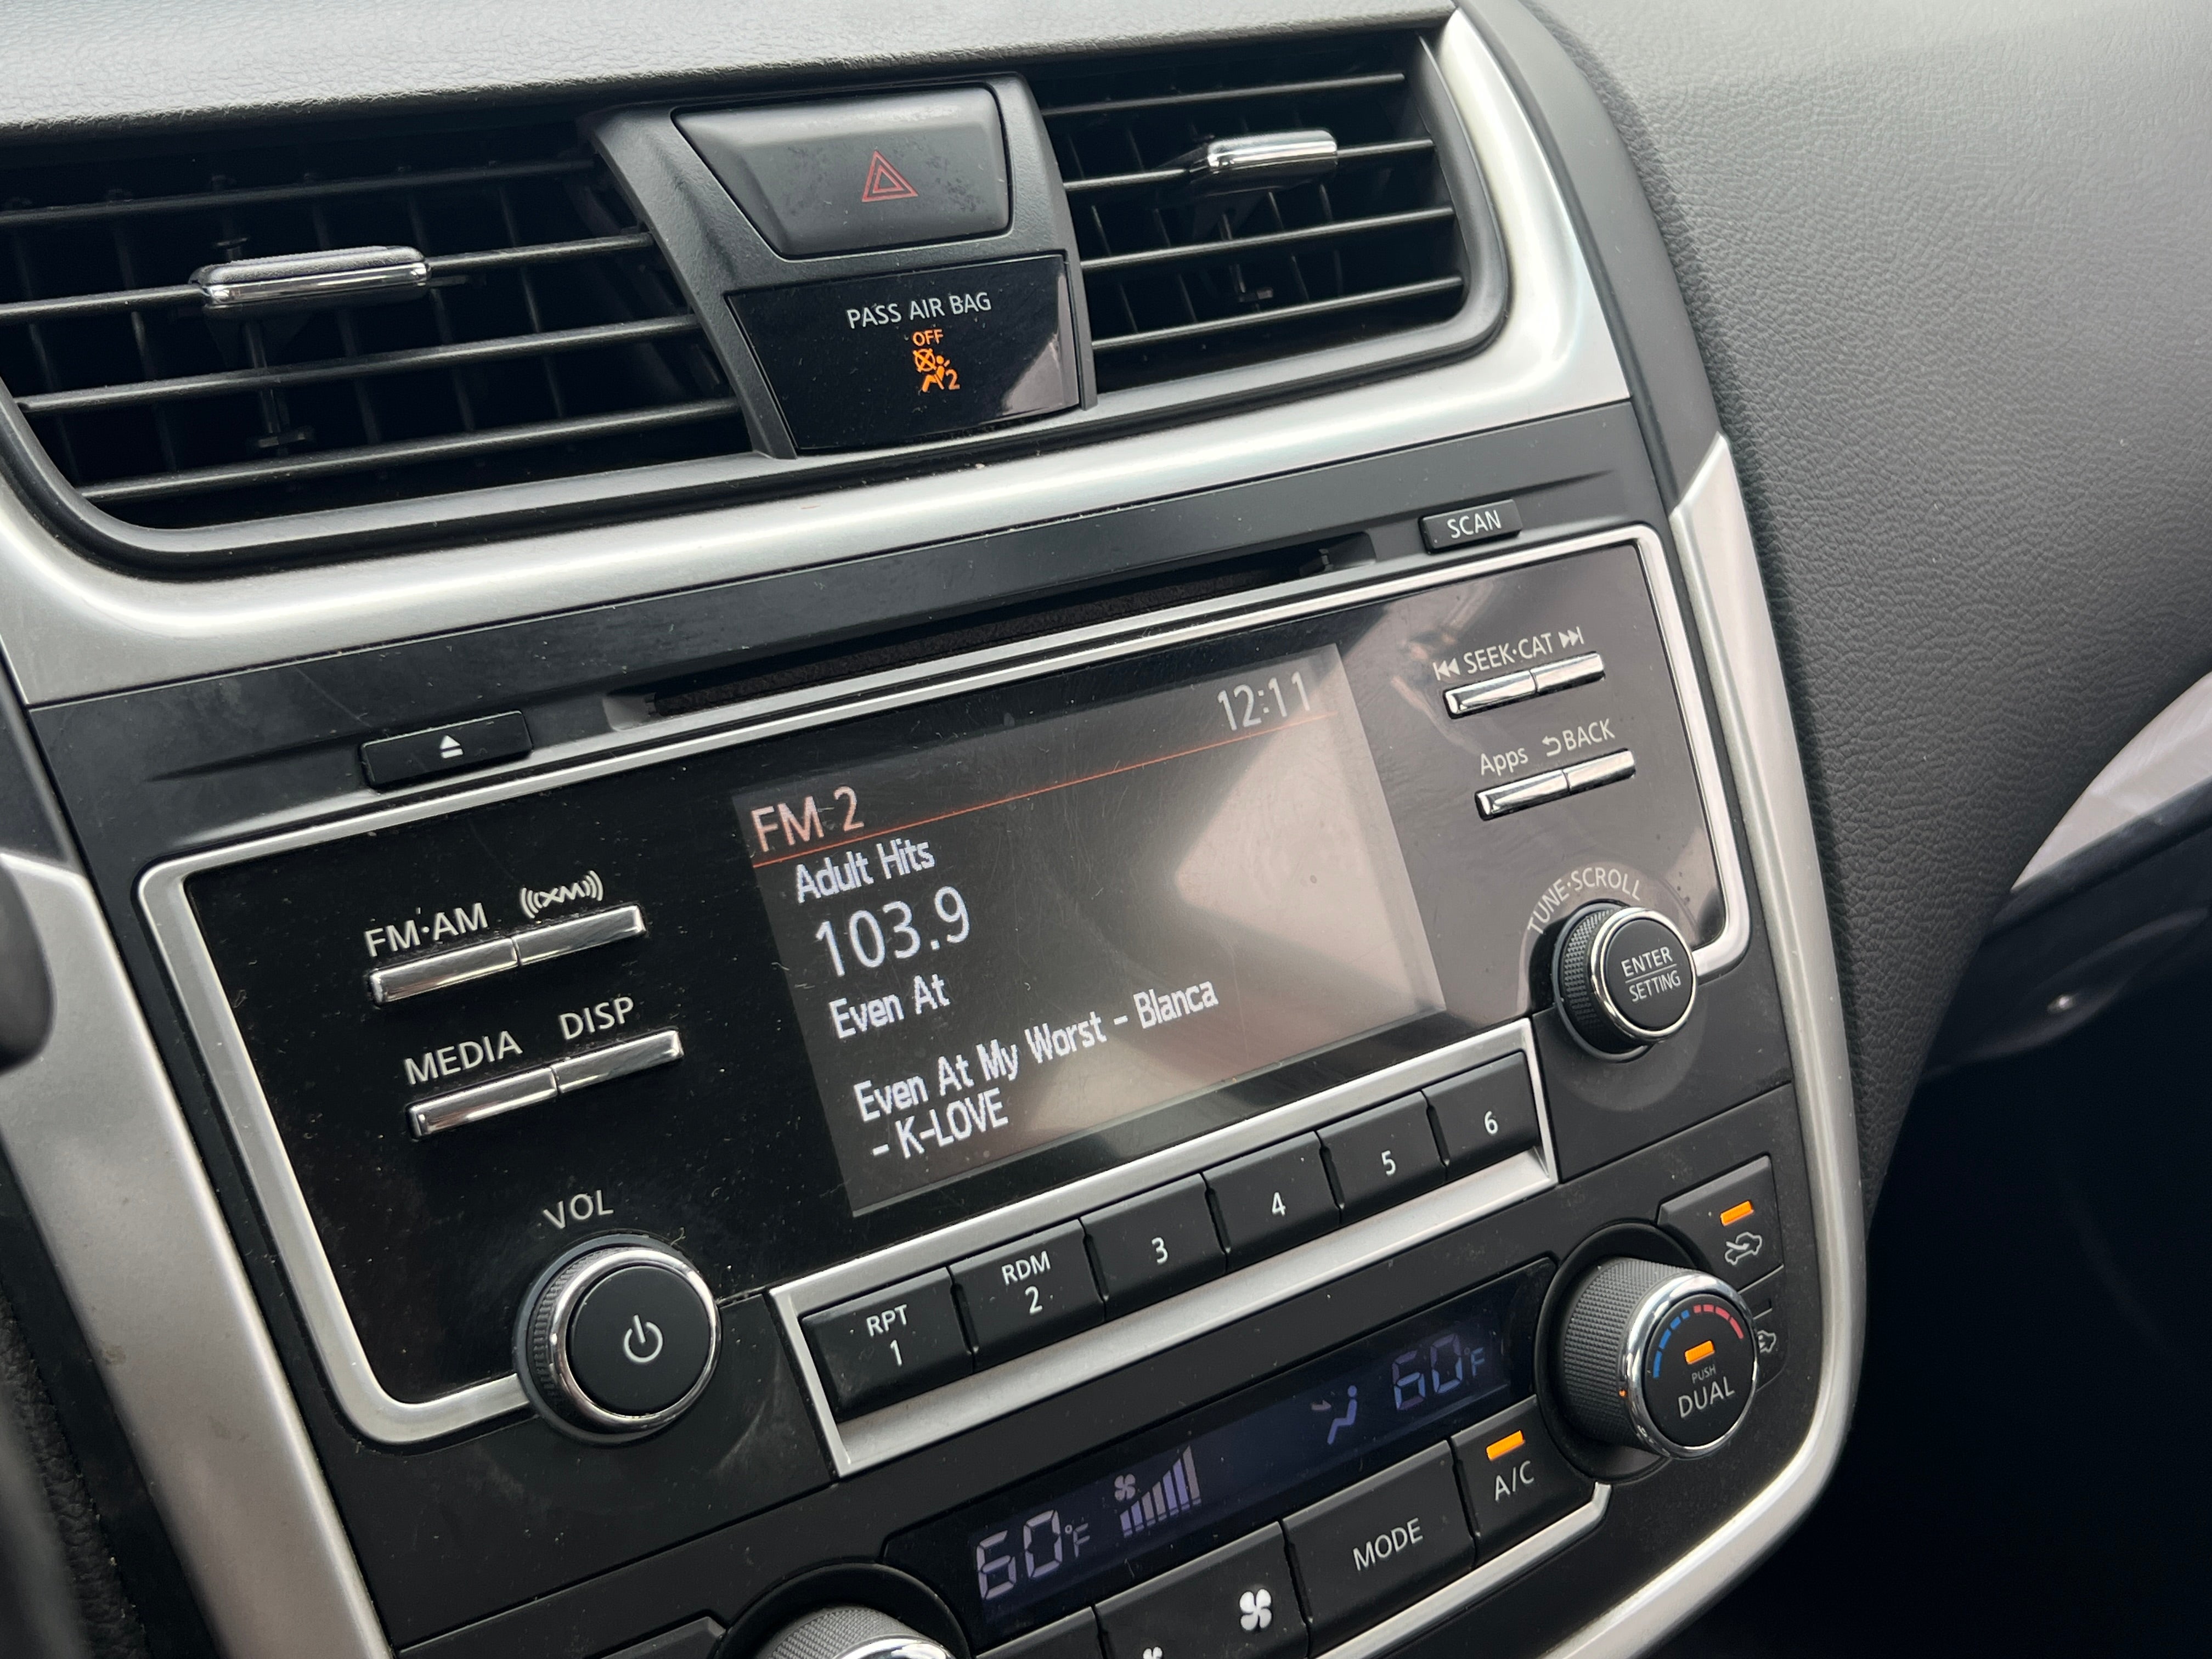 PASS AIR BAG
OFF
2
SCAN
12:11
FM-2
Adult Hits
103.9
Even At
Even At My Worst - Blanca
- K-LOVE
SEEK·CAT
Apps BACK
TUNE·SCROLL
ENTER
SETTING
FM·AM (((XM)))
MEDIA DISP
VOL
RPT
1
RDM
2
3
4
5
6
60°F
60°F
PUSH
DUAL
MODE
A/C